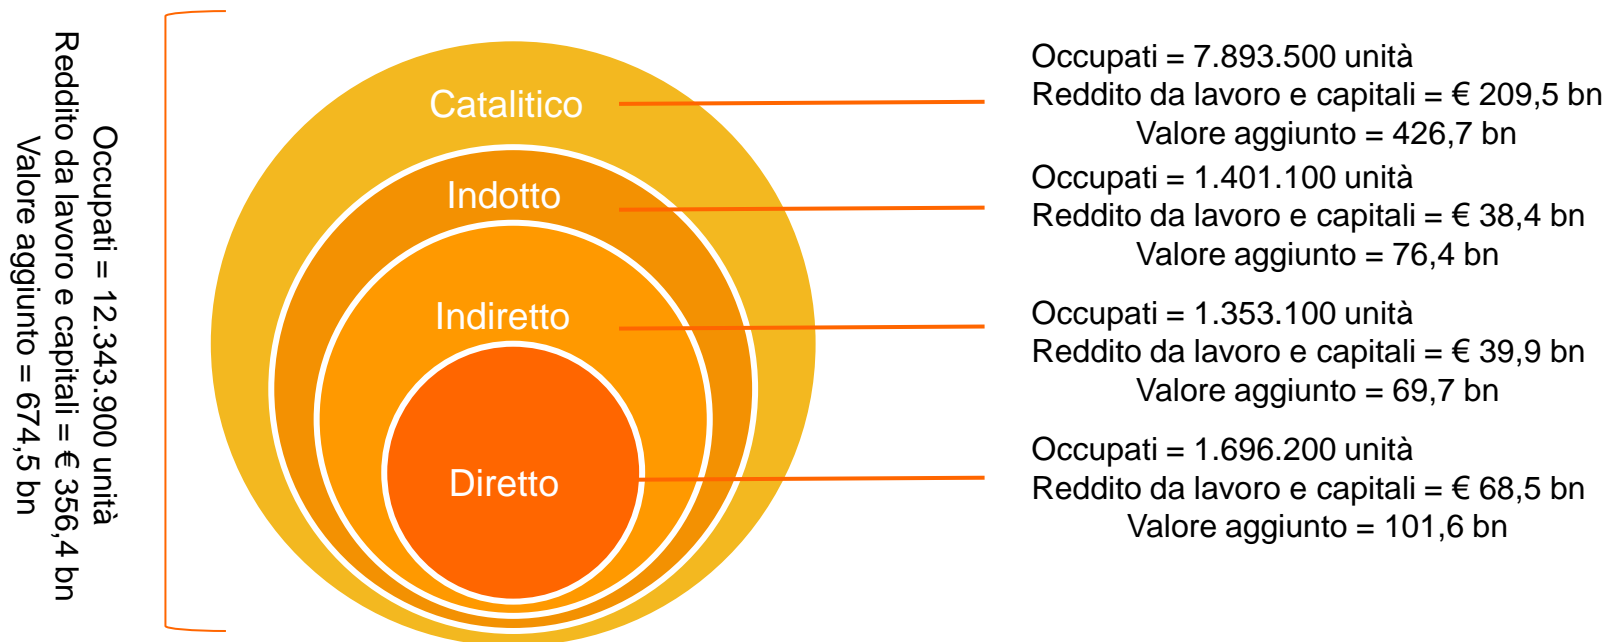 Occupati = 12.343.900 unità
Reddito da lavoro e capitali = € 356,4 bn
Valore aggiunto = 674,5 bn
Catalitico
Indotto
Indiretto
Diretto
Occupati = 7.893.500 unità
Reddito da lavoro e capitali = € 209,5 bn
Valore aggiunto = 426,7 bn
Occupati = 1.401.100 unità
Reddito da lavoro e capitali = € 38,4 bn
Valore aggiunto = 76,4 bn
Occupati = 1.353.100 unità
Reddito da lavoro e capitali = € 39,9 bn
Valore aggiunto = 69,7 bn
Occupati = 1.696.200 unità
Reddito da lavoro e capitali = € 68,5 bn
Valore aggiunto = 101,6 bn